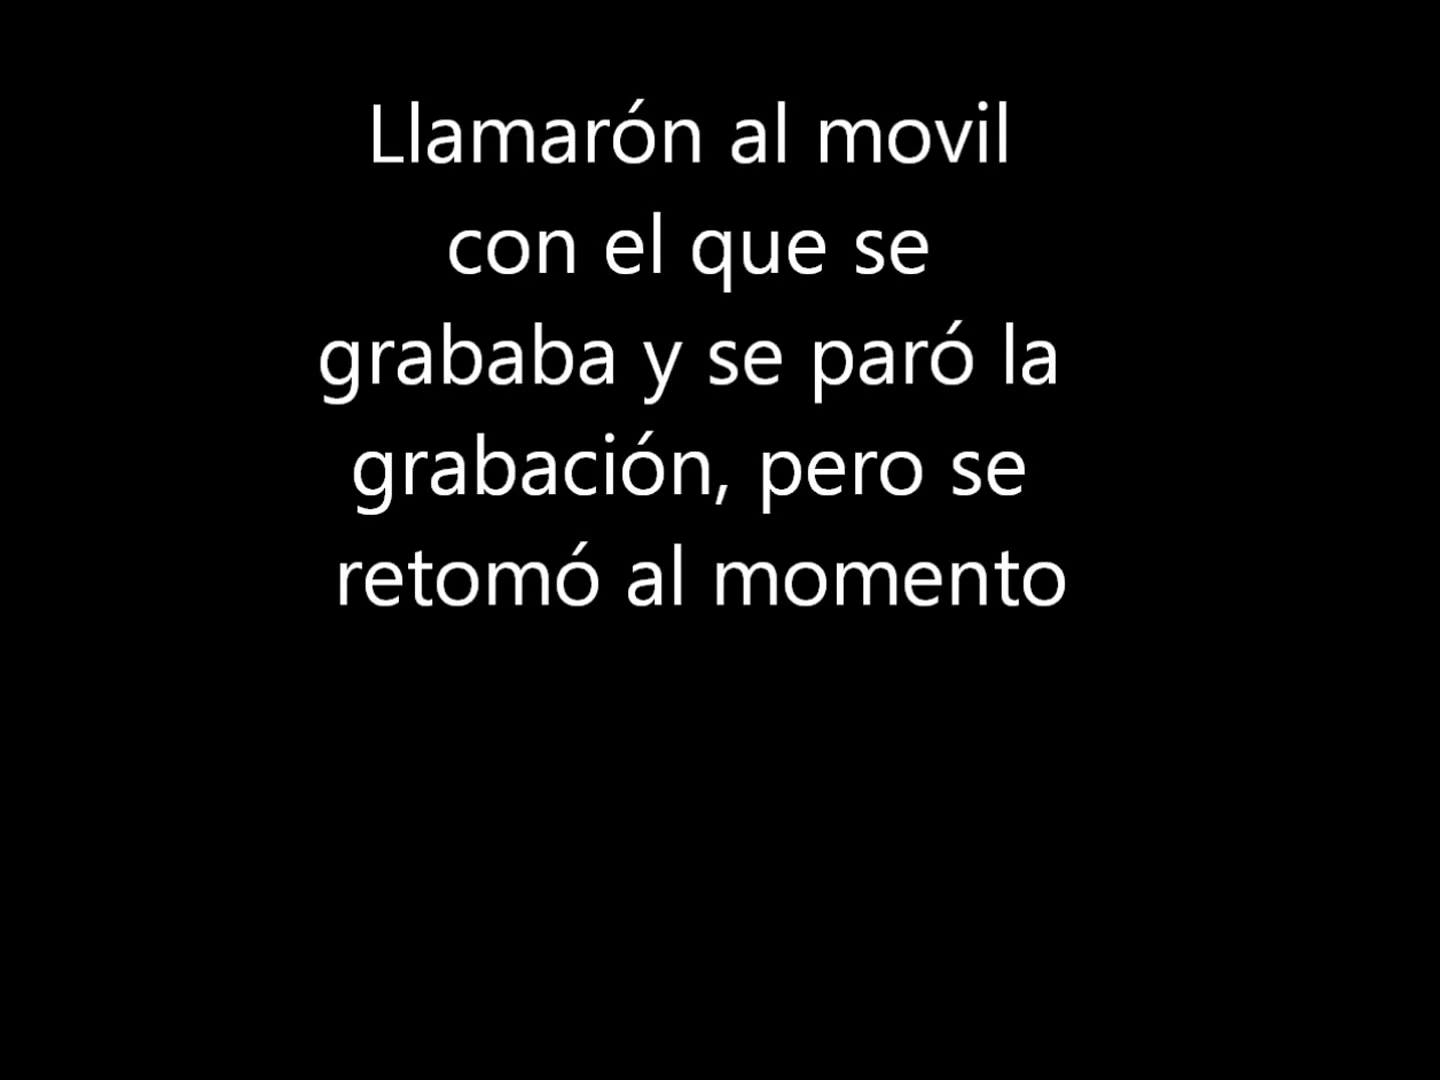 Llamarón al movil
con el que se
grababa y se paró la
grabación, pero se
retomó al momento